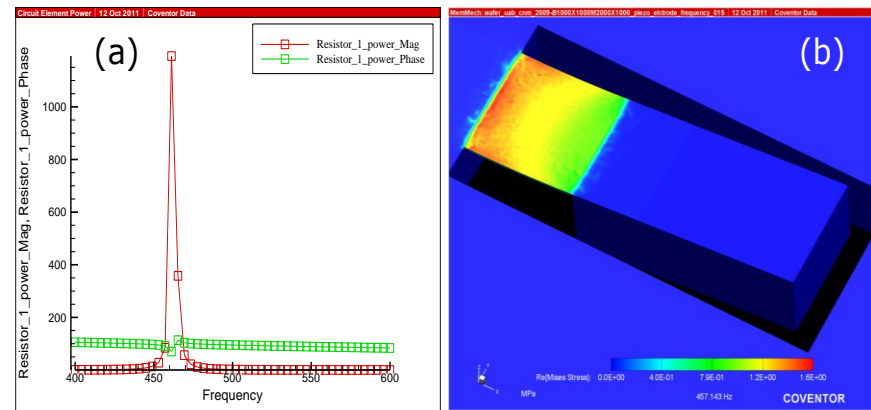 Circuit Element Power | 12 Oct 2011 | Coventor Data
(a)
Resistor_1_power_Mag
Resistor_1_power_Phase
Resistor_1_power_Mag, Resistor_1_power_Phase
1000
800
600
400
200
400
450
500
550
600
Frequency
MemMech: wafer_uab_cnm_2009-B1000X1000M2000X1000_piezo_elctrode_frequency_015 | 12 Oct 2011 | Coventor Data
(b)
Re(Mises Stress): 0.0E+00 4.0E-01 7.9E-01 1.2E+00 1.6E+00
MPa
457.143 Hz
COVENTOR